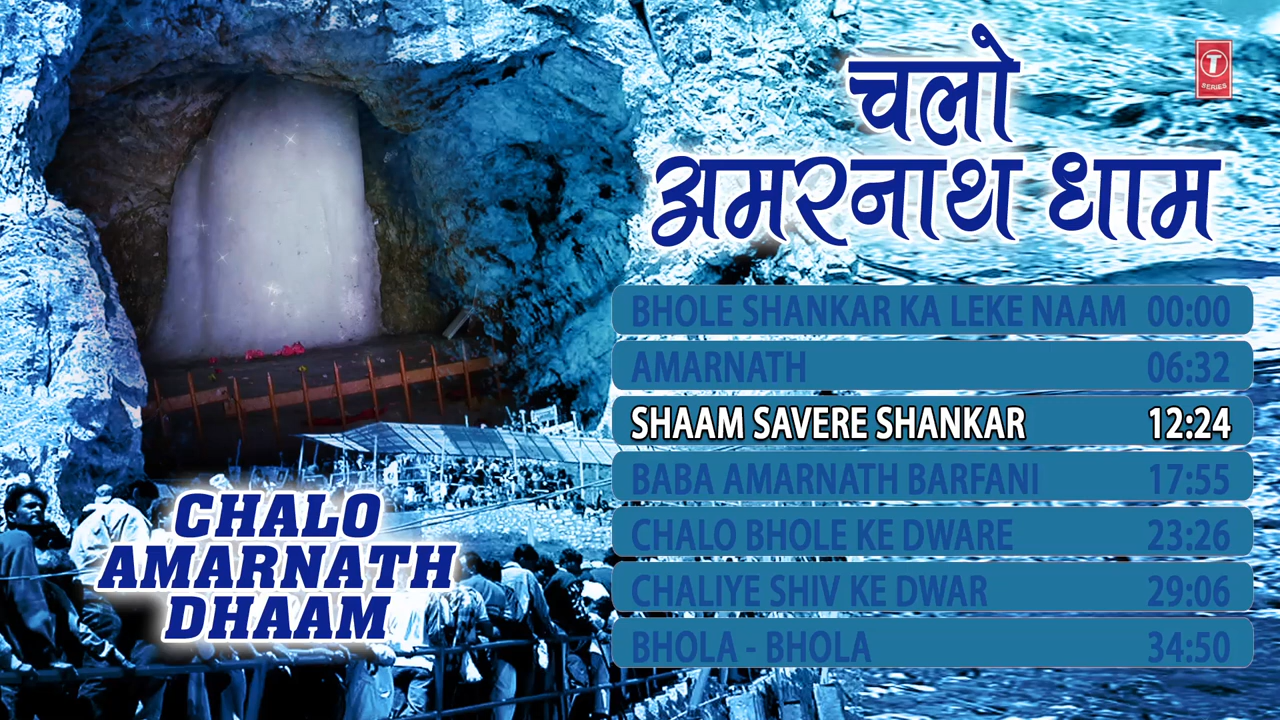 चलो
अमरनाथ धाम
T
SERIES
BHOLE SHANKAR KA LEKE NAAM 00:00
AMARNATH 06:32
SHAAM SAVERE SHANKAR 12:24
BABA AMARNATH BARFANI 17:55
CHALO BHOLE KE DWARE 23:26
CHALIYE SHIV KE DWAR 29:06
BHOLA - BHOLA 34:50
CHALO
AMARNATH
DHAAM